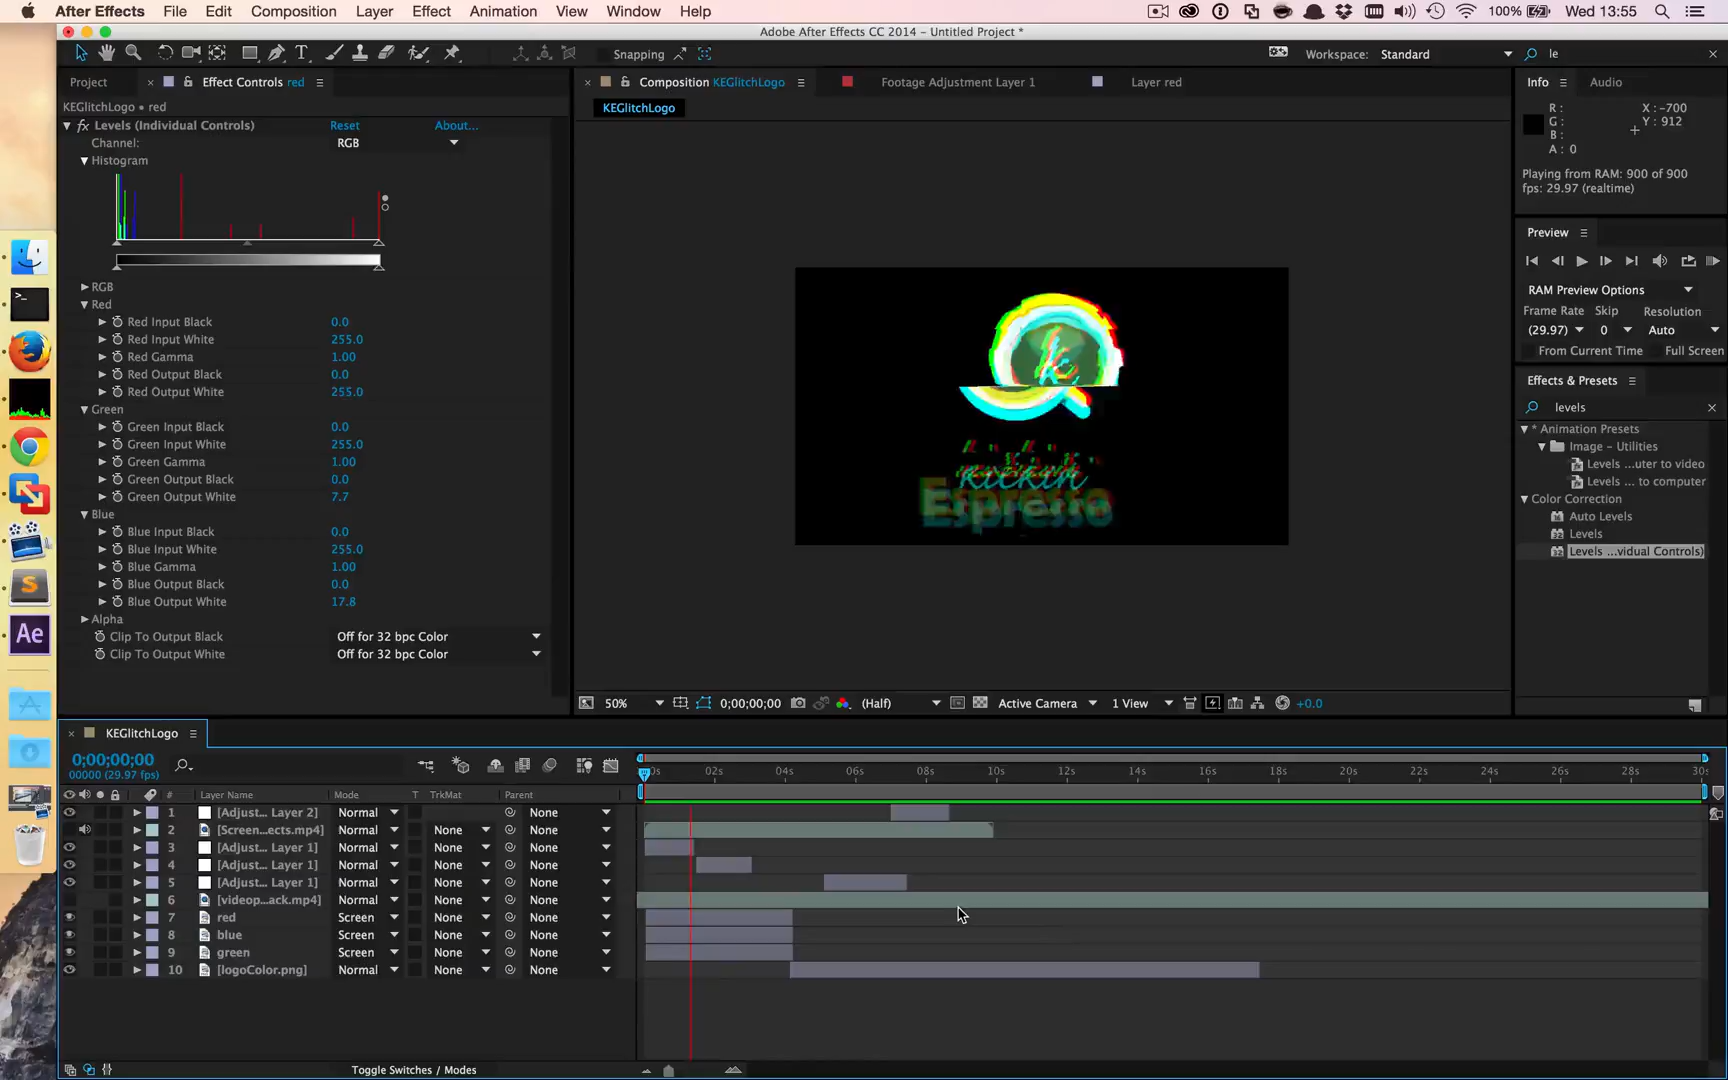 After Effects File Edit Composition Layer Effect Animation View Window Help 100% Wed 13:55
Adobe After Effects CC 2014 - Untitled Project *
Snapping Workspace: Standard le
Project Effect Controls red
Composition KEGlitchLogo Footage Adjustment Layer 1 Layer red
Info Audio
KEGlitchLogo • red
KEGlitchLogo
fx Levels (Individual Controls) Reset About...
Channel: RGB
Histogram
RGB
Red
Red Input Black 0.0
Red Input White 255.0
Red Gamma 1.00
Red Output Black 0.0
Red Output White 255.0
Green
Green Input Black 0.0
Green Input White 255.0
Green Gamma 1.00
Green Output Black 0.0
Green Output White 7.7
Blue
Blue Input Black 0.0
Blue Input White 255.0
Blue Gamma 1.00
Blue Output Black 0.0
Blue Output White 17.8
Alpha
Clip To Output Black Off for 32 bpc Color
Clip To Output White Off for 32 bpc Color
kickin
Espresso
R :
G :
B :
A : 0
X : -700
Y : 912
Playing from RAM: 900 of 900
fps: 29.97 (realtime)
Preview
RAM Preview Options
Frame Rate Skip Resolution
(29.97) 0 Auto
From Current Time Full Screen
Effects & Presets
levels
* Animation Presets
Image – Utilities
Levels ...uter to video
Levels ... to computer
Color Correction
Auto Levels
Levels
Levels ...vidual Controls)
S
Ae
50% 0;00;00;00 (Half) Active Camera 1 View +0.0
KEGlitchLogo
0;00;00;00
00000 (29.97 fps)
# Layer Name Mode T TrkMat Parent
02s 04s 06s 08s 10s 12s 14s 16s 18s 20s 22s 24s 26s 28s 30s
1 [Adjust... Layer 2] Normal None
2 [Screen...ects.mp4] Normal None None
3 [Adjust... Layer 1] Normal None None
4 [Adjust... Layer 1] Normal None None
5 [Adjust... Layer 1] Normal None None
6 [videop...ack.mp4] Normal None None
7 red Screen None None
8 blue Screen None None
9 green Screen None None
10 [logoColor.png] Normal None None
Toggle Switches / Modes